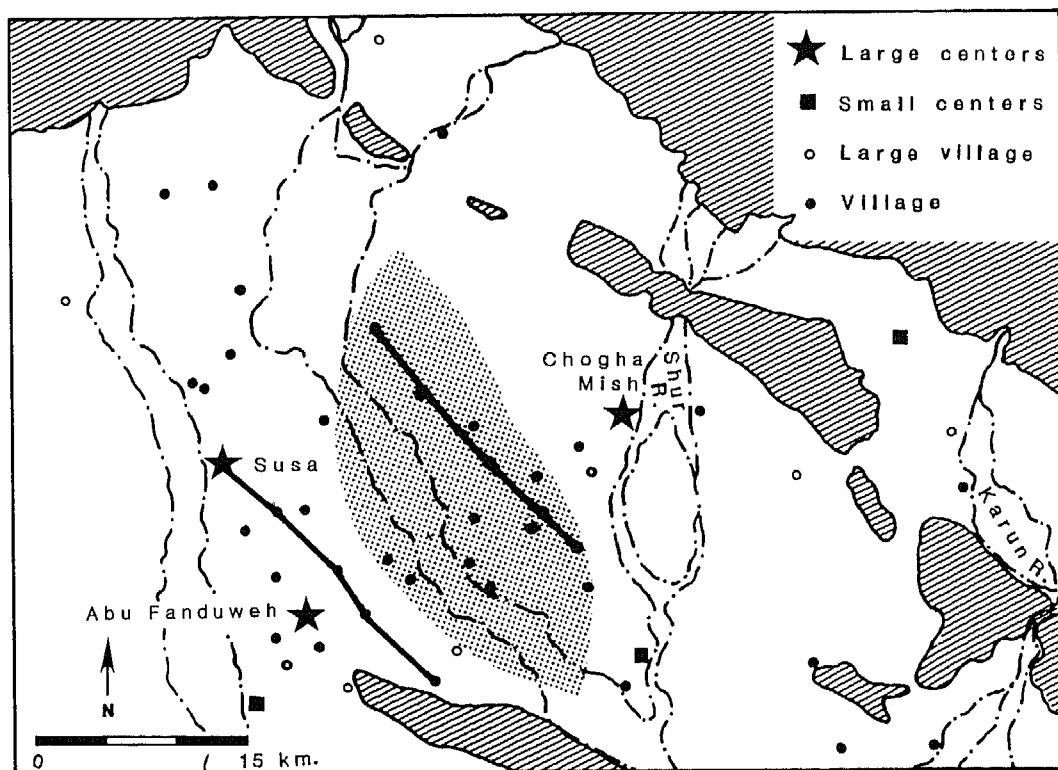 Large centers
Small centers
Large village
Village
Chogha
Mish
Shur
R.
Susa
Karun R.
Abu Fanduweh
N
0 15 km.